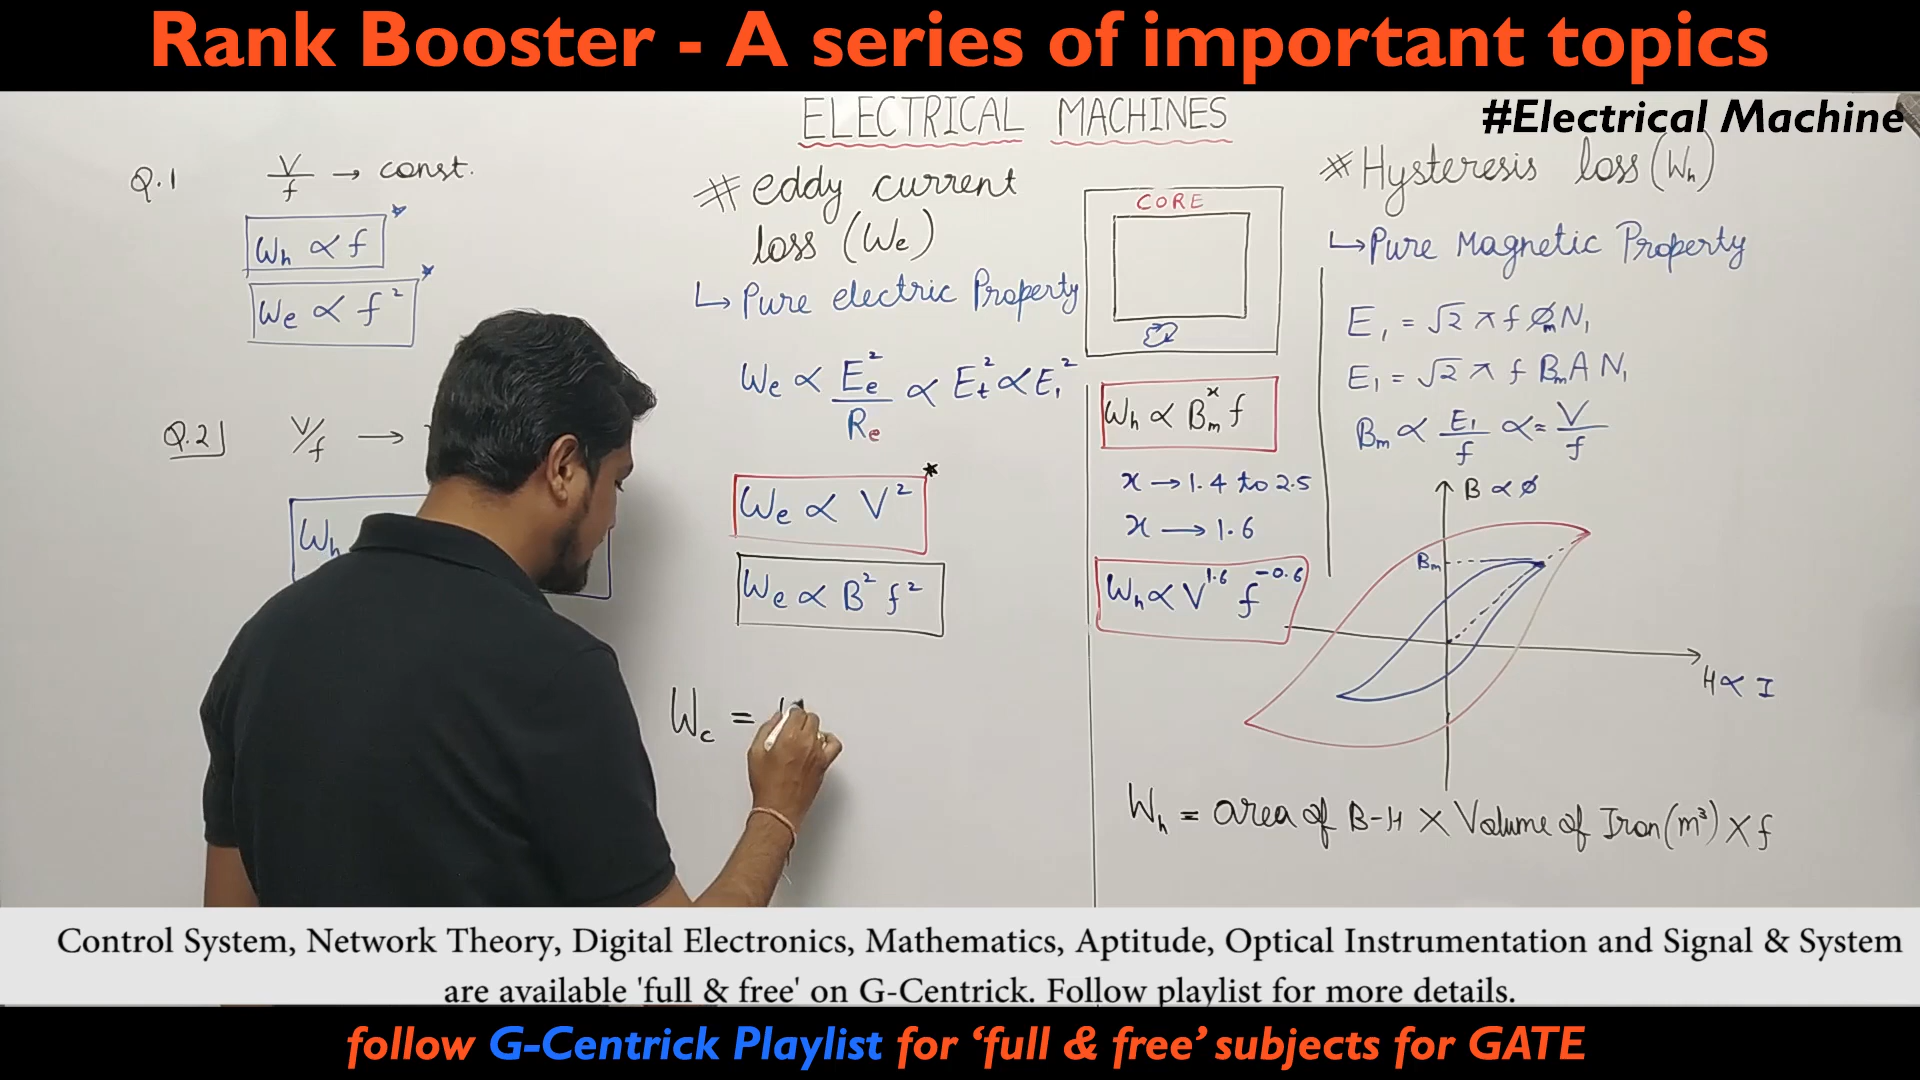 Rank Booster - A series of important topics
#Electrical Machine
ELECTRICAL MACHINES
Q.1 V/f → const.
Wh ∝ f
We ∝ f²
Q.2 V/f →
Wh
# eddy current
loss (We)
↳ Pure electric Property
We ∝ Ee²/Re ∝ Et² ∝ E1²
We ∝ V²
We ∝ B² f²
Wc =
CORE
Wh ∝ Bm^x f
x → 1.4 to 2.5
x → 1.6
Wh ∝ V^1.6 f^-0.6
# Hysteresis loss (Wh)
↳ Pure Magnetic Property
E1 = √2 π f Øm N1
E1 = √2 π f Bm A N1
Bm ∝ E1/f ∝≈ V/f
B ∝ Ø
Bm
H ∝ I
Wh = area of B-H X Volume of Iron (m³) X f
Control System, Network Theory, Digital Electronics, Mathematics, Aptitude, Optical Instrumentation and Signal & System
are available 'full & free' on G-Centrick. Follow playlist for more details.
follow G-Centrick Playlist for ‘full & free’ subjects for GATE